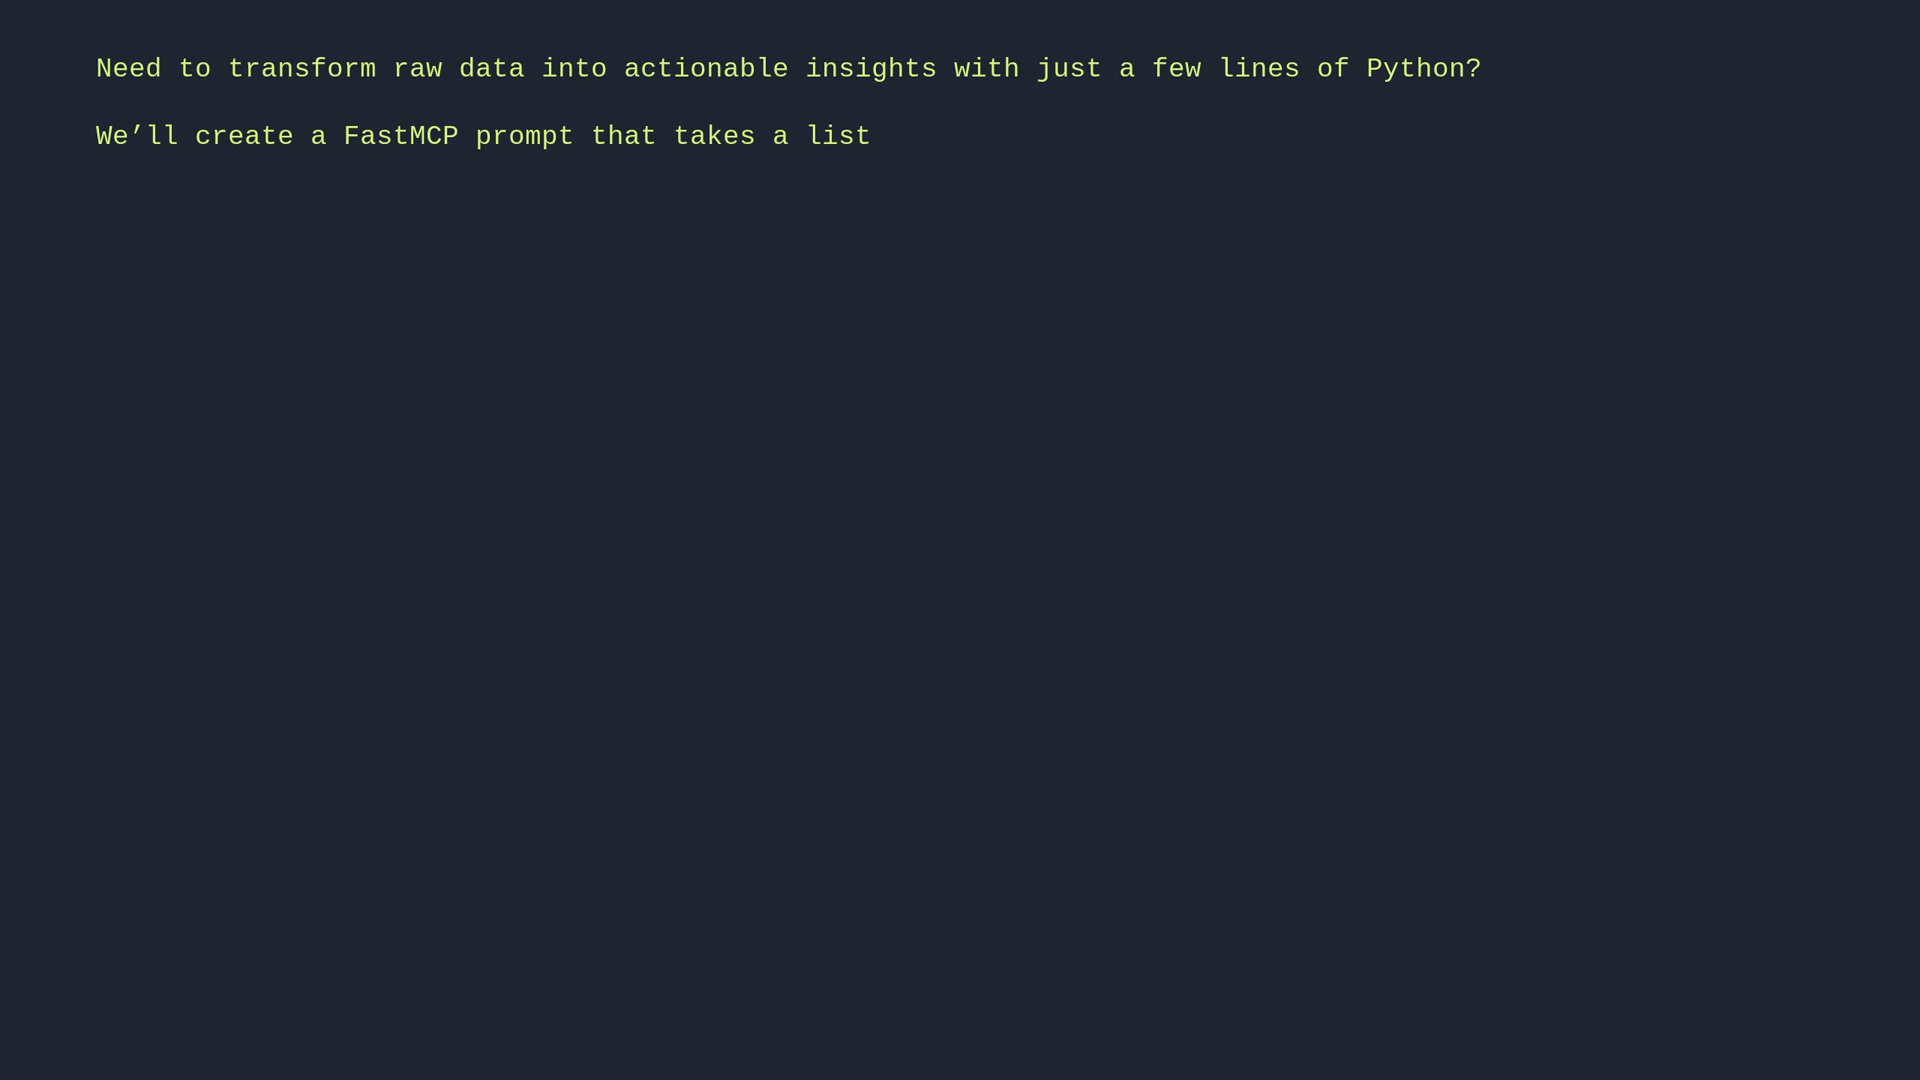 Need to transform raw data into actionable insights with just a few lines of Python?
We’ll create a FastMCP prompt that takes a list